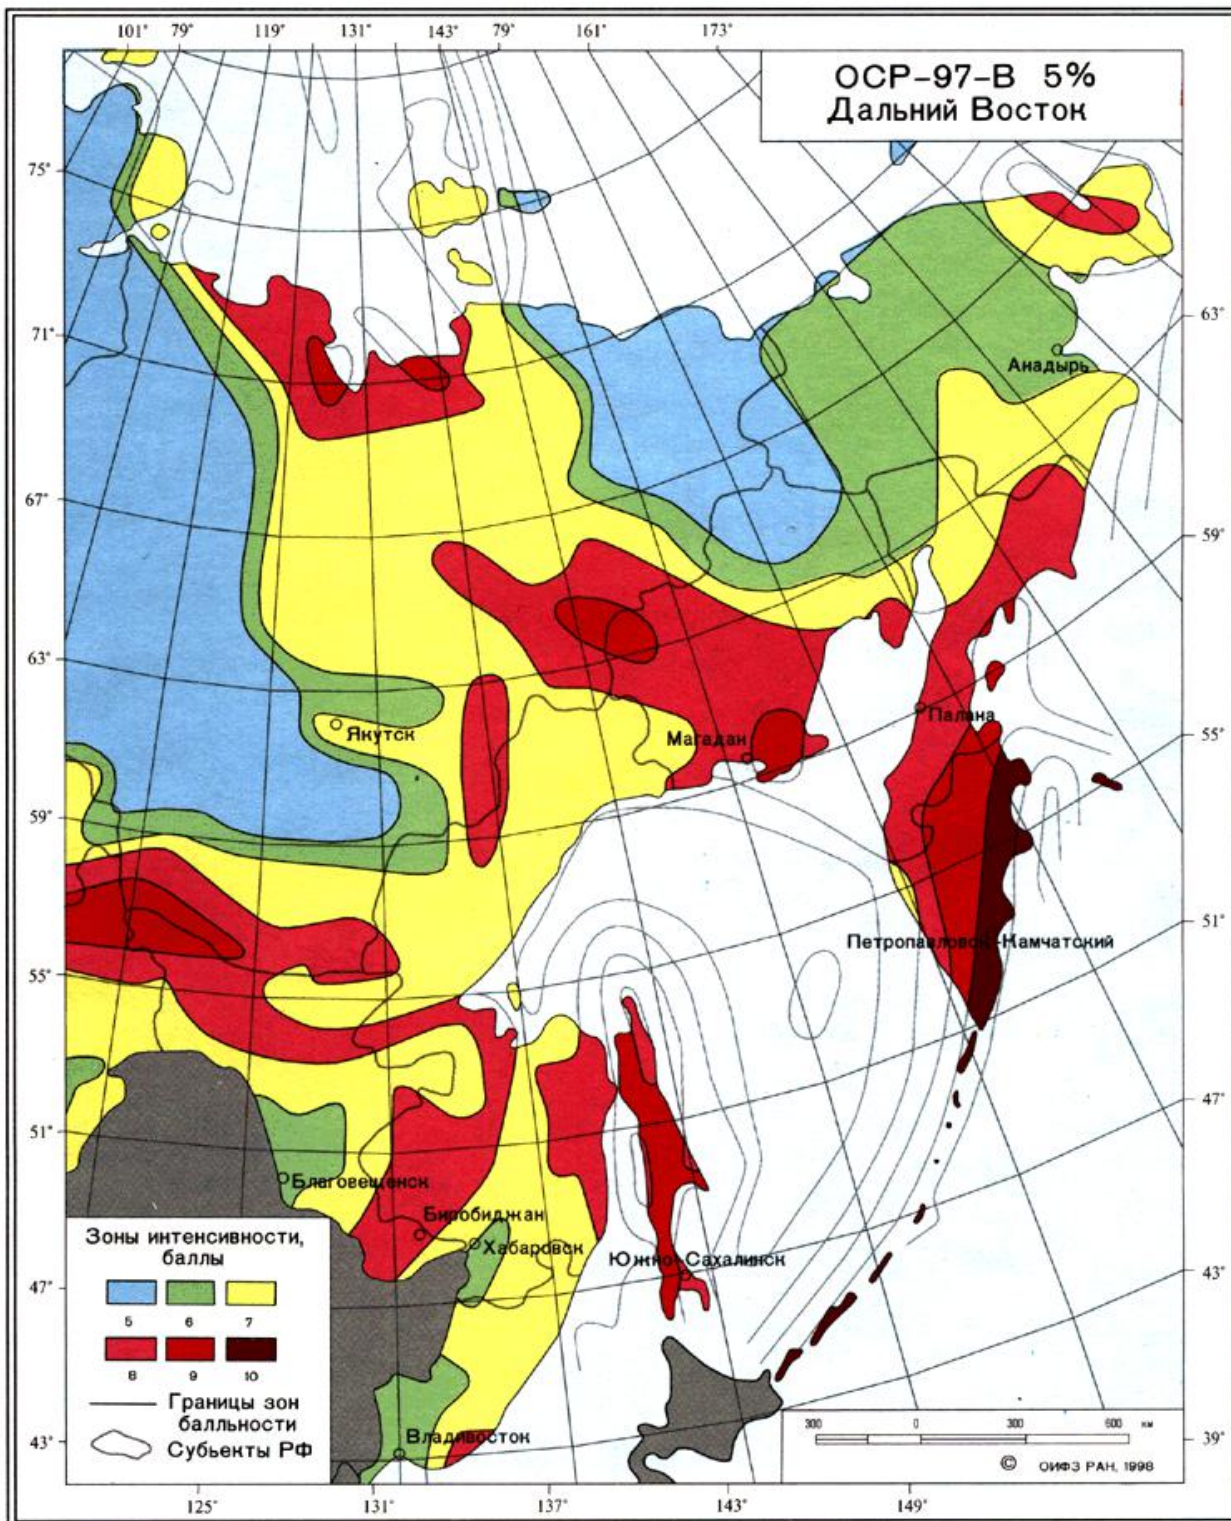 101° 79° 119° 131° 143° 79° 161° 173°
ОСР-97-В 5%
Дальний Восток
75°
71°
63°
Анадырь
67°
59°
63°
Якутск
Магадан
Палана
55°
59°
51°
Петропавловск-Камчатский
55°
47°
51°
Благовещенск
Биробиджан
Хабаровск
Южно-Сахалинск
43°
Зоны интенсивности,
баллы
47°
5 6 7
8 9 10
Границы зон
балльности
Субьекты РФ
43°
Владивосток
300 0 300 600 км
39°
© ОИФЗ РАН, 1998
125° 131° 137° 143° 149°